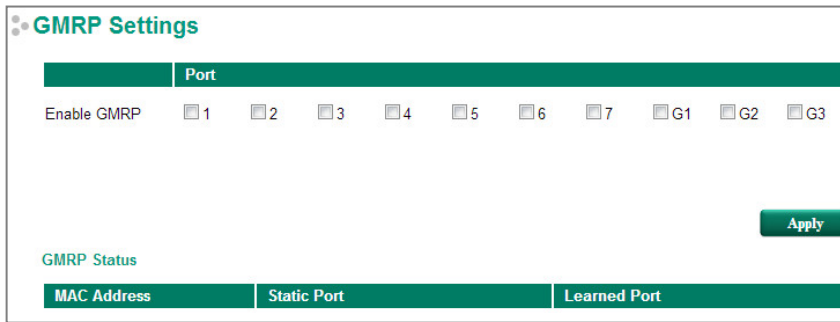 GMRP Settings
Port
Enable GMRP 1 2 3 4 5 6 7 G1 G2 G3
Apply
GMRP Status
MAC Address Static Port Learned Port